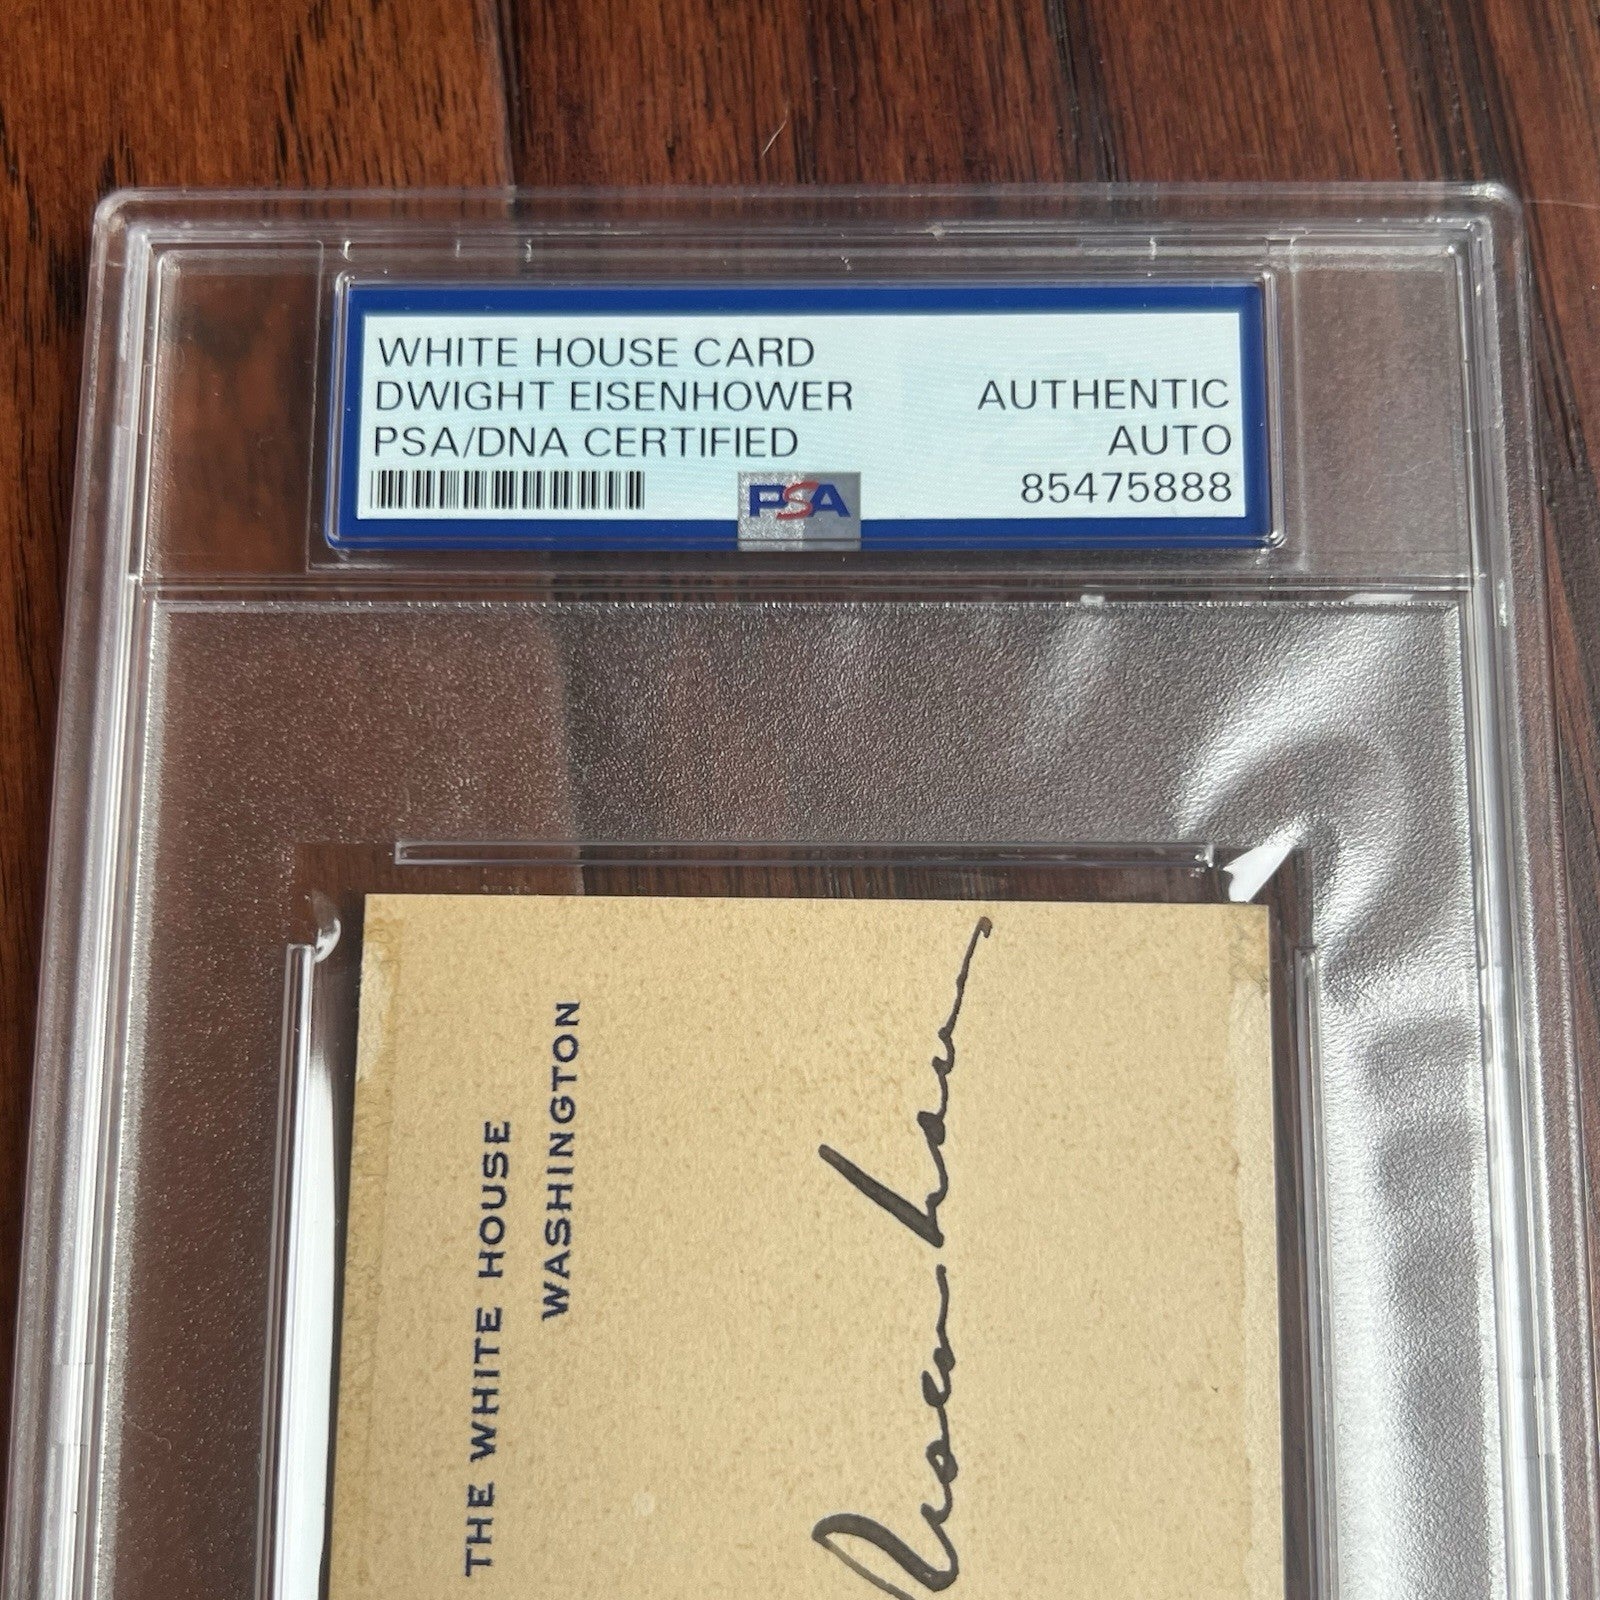 WHITE HOUSE CARD
DWIGHT EISENHOWER
PSA/DNA CERTIFIED
AUTHENTIC
AUTO
85475888
PSA
THE WHITE HOUSE
WASHINGTON